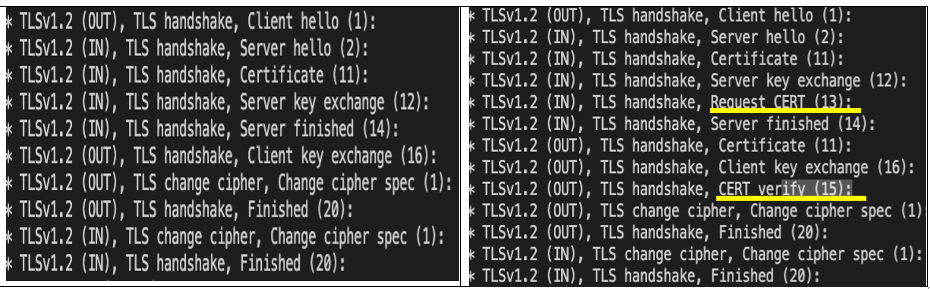 * TLSv1.2 (OUT), TLS handshake, Client hello (1):
* TLSv1.2 (IN), TLS handshake, Server hello (2):
* TLSv1.2 (IN), TLS handshake, Certificate (11):
* TLSv1.2 (IN), TLS handshake, Server key exchange (12):
* TLSv1.2 (IN), TLS handshake, Server finished (14):
* TLSv1.2 (OUT), TLS handshake, Client key exchange (16):
* TLSv1.2 (OUT), TLS change cipher, Change cipher spec (1):
* TLSv1.2 (OUT), TLS handshake, Finished (20):
* TLSv1.2 (IN), TLS change cipher, Change cipher spec (1):
* TLSv1.2 (IN), TLS handshake, Finished (20):
* TLSv1.2 (OUT), TLS handshake, Client hello (1):
* TLSv1.2 (IN), TLS handshake, Server hello (2):
* TLSv1.2 (IN), TLS handshake, Certificate (11):
* TLSv1.2 (IN), TLS handshake, Server key exchange (12):
* TLSv1.2 (IN), TLS handshake, Request CERT (13):
* TLSv1.2 (IN), TLS handshake, Server finished (14):
* TLSv1.2 (OUT), TLS handshake, Certificate (11):
* TLSv1.2 (OUT), TLS handshake, Client key exchange (16):
* TLSv1.2 (OUT), TLS handshake, CERT verify (15):
* TLSv1.2 (OUT), TLS change cipher, Change cipher spec (1)
* TLSv1.2 (OUT), TLS handshake, Finished (20):
* TLSv1.2 (IN), TLS change cipher, Change cipher spec (1):
* TLSv1.2 (IN), TLS handshake, Finished (20):